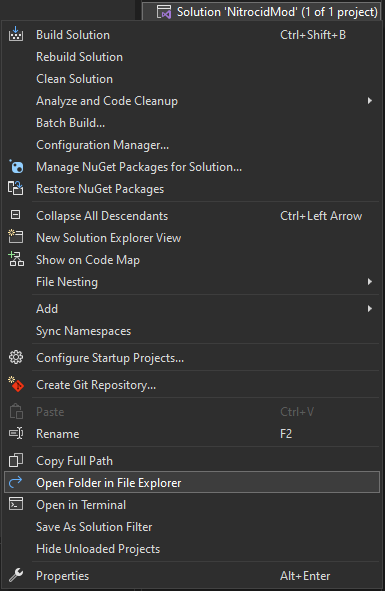 Solution 'NitrocidMod' (1 of 1 project)
Build Solution Ctrl+Shift+B
Rebuild Solution
Clean Solution
Analyze and Code Cleanup
Batch Build...
Configuration Manager...
Manage NuGet Packages for Solution...
Restore NuGet Packages
Collapse All Descendants Ctrl+Left Arrow
New Solution Explorer View
Show on Code Map
File Nesting
Add
Sync Namespaces
Configure Startup Projects...
Create Git Repository...
Paste Ctrl+V
Rename F2
Copy Full Path
Open Folder in File Explorer
Open in Terminal
Save As Solution Filter
Hide Unloaded Projects
Properties Alt+Enter